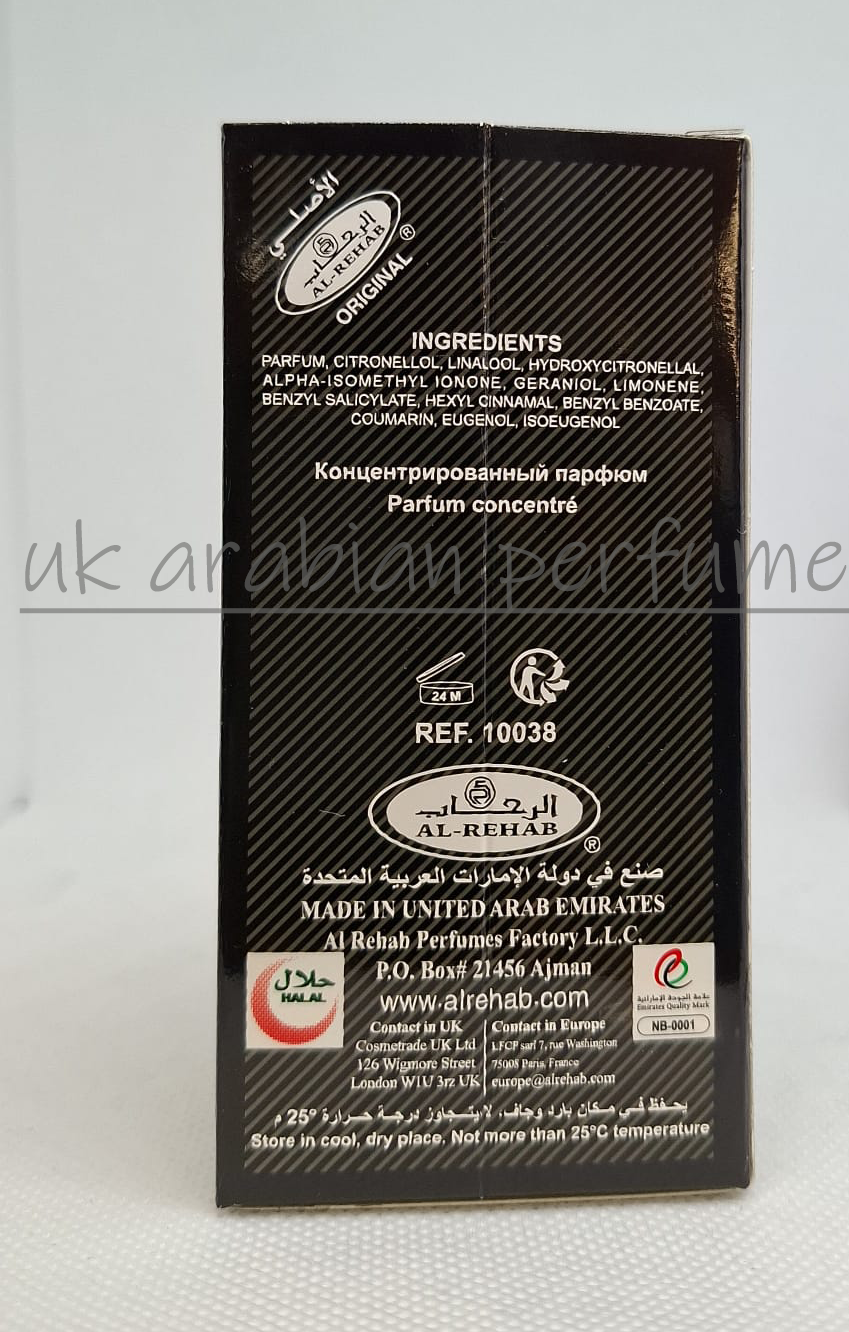 الأصلي
الرحاب
AL-REHAB
®
ORIGINAL
INGREDIENTS
PARFUM, CITRONELLOL, LINALOOL, HYDROXYCITRONELLAL,
ALPHA-ISOMETHYL IONONE, GERANIOL, LIMONENE,
BENZYL SALICYLATE, HEXYL CINNAMAL, BENZYL BENZOATE,
COUMARIN, EUGENOL, ISOEUGENOL
Концентрированный парфюм
Parfum concentré
uk arabian perfume
24 M
REF. 10038
الرحاب
AL-REHAB
®
صنع في دولة الإمارات العربية المتحدة
MADE IN UNITED ARAB EMIRATES
Al Rehab Perfumes Factory L.L.C.
P.O. Box# 21456 Ajman
www.alrehab.com
حلال
HALAL
علامة الجودة الإماراتية
Emirates Quality Mark
NB-0001
Contact in UK
Cosmetrade UK Ltd
126 Wigmore Street
London W1U 3rz UK
Contact in Europe
LFCP sarl 7, rue Washington
75008 Paris, France
europe@alrehab.com
يحفظ في مكان بارد وجاف، لايتجاوز درجة حرارة 25° م
Store in cool, dry place. Not more than 25°C temperature